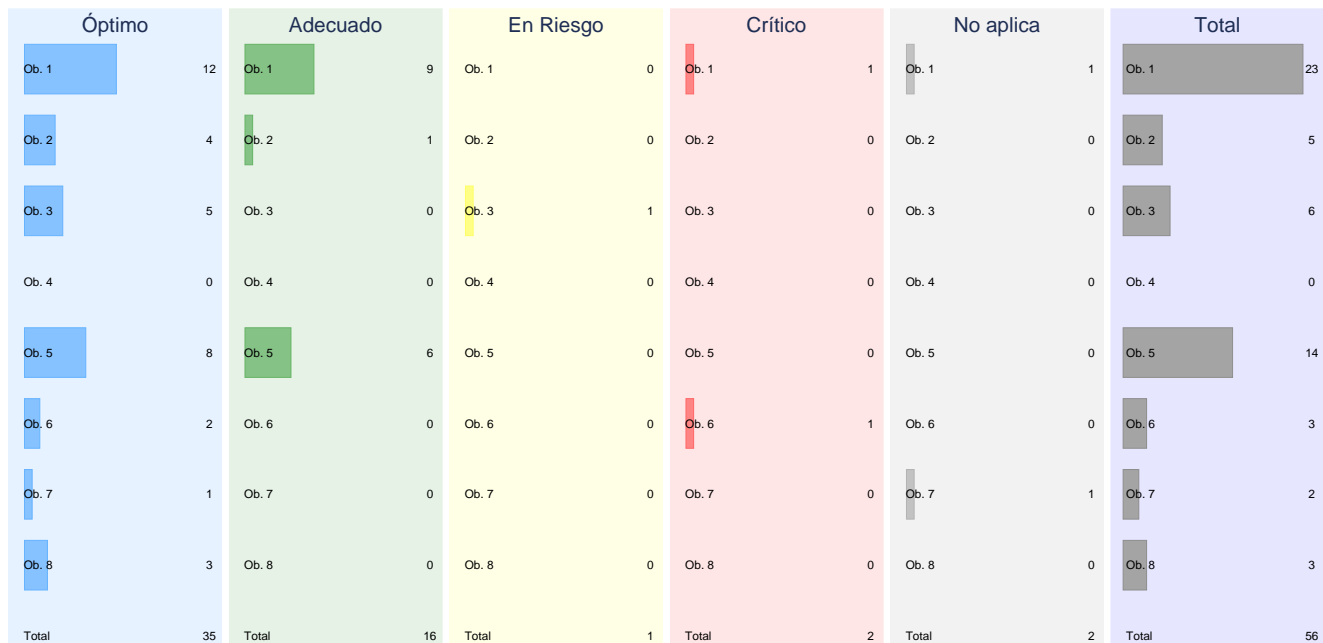 Óptimo Adecuado En Riesgo Crítico No aplica Total
Ob. 1 12 Ob. 1 9 Ob. 1 0 Ob. 1 1 Ob. 1 1 Ob. 1 23
Ob. 2 4 Ob. 2 1 Ob. 2 0 Ob. 2 0 Ob. 2 0 Ob. 2 5
Ob. 3 5 Ob. 3 0 Ob. 3 1 Ob. 3 0 Ob. 3 0 Ob. 3 6
Ob. 4 0 Ob. 4 0 Ob. 4 0 Ob. 4 0 Ob. 4 0 Ob. 4 0
Ob. 5 8 Ob. 5 6 Ob. 5 0 Ob. 5 0 Ob. 5 0 Ob. 5 14
Ob. 6 2 Ob. 6 0 Ob. 6 0 Ob. 6 1 Ob. 6 0 Ob. 6 3
Ob. 7 1 Ob. 7 0 Ob. 7 0 Ob. 7 0 Ob. 7 1 Ob. 7 2
Ob. 8 3 Ob. 8 0 Ob. 8 0 Ob. 8 0 Ob. 8 0 Ob. 8 3
Total 35 Total 16 Total 1 Total 2 Total 2 Total 56